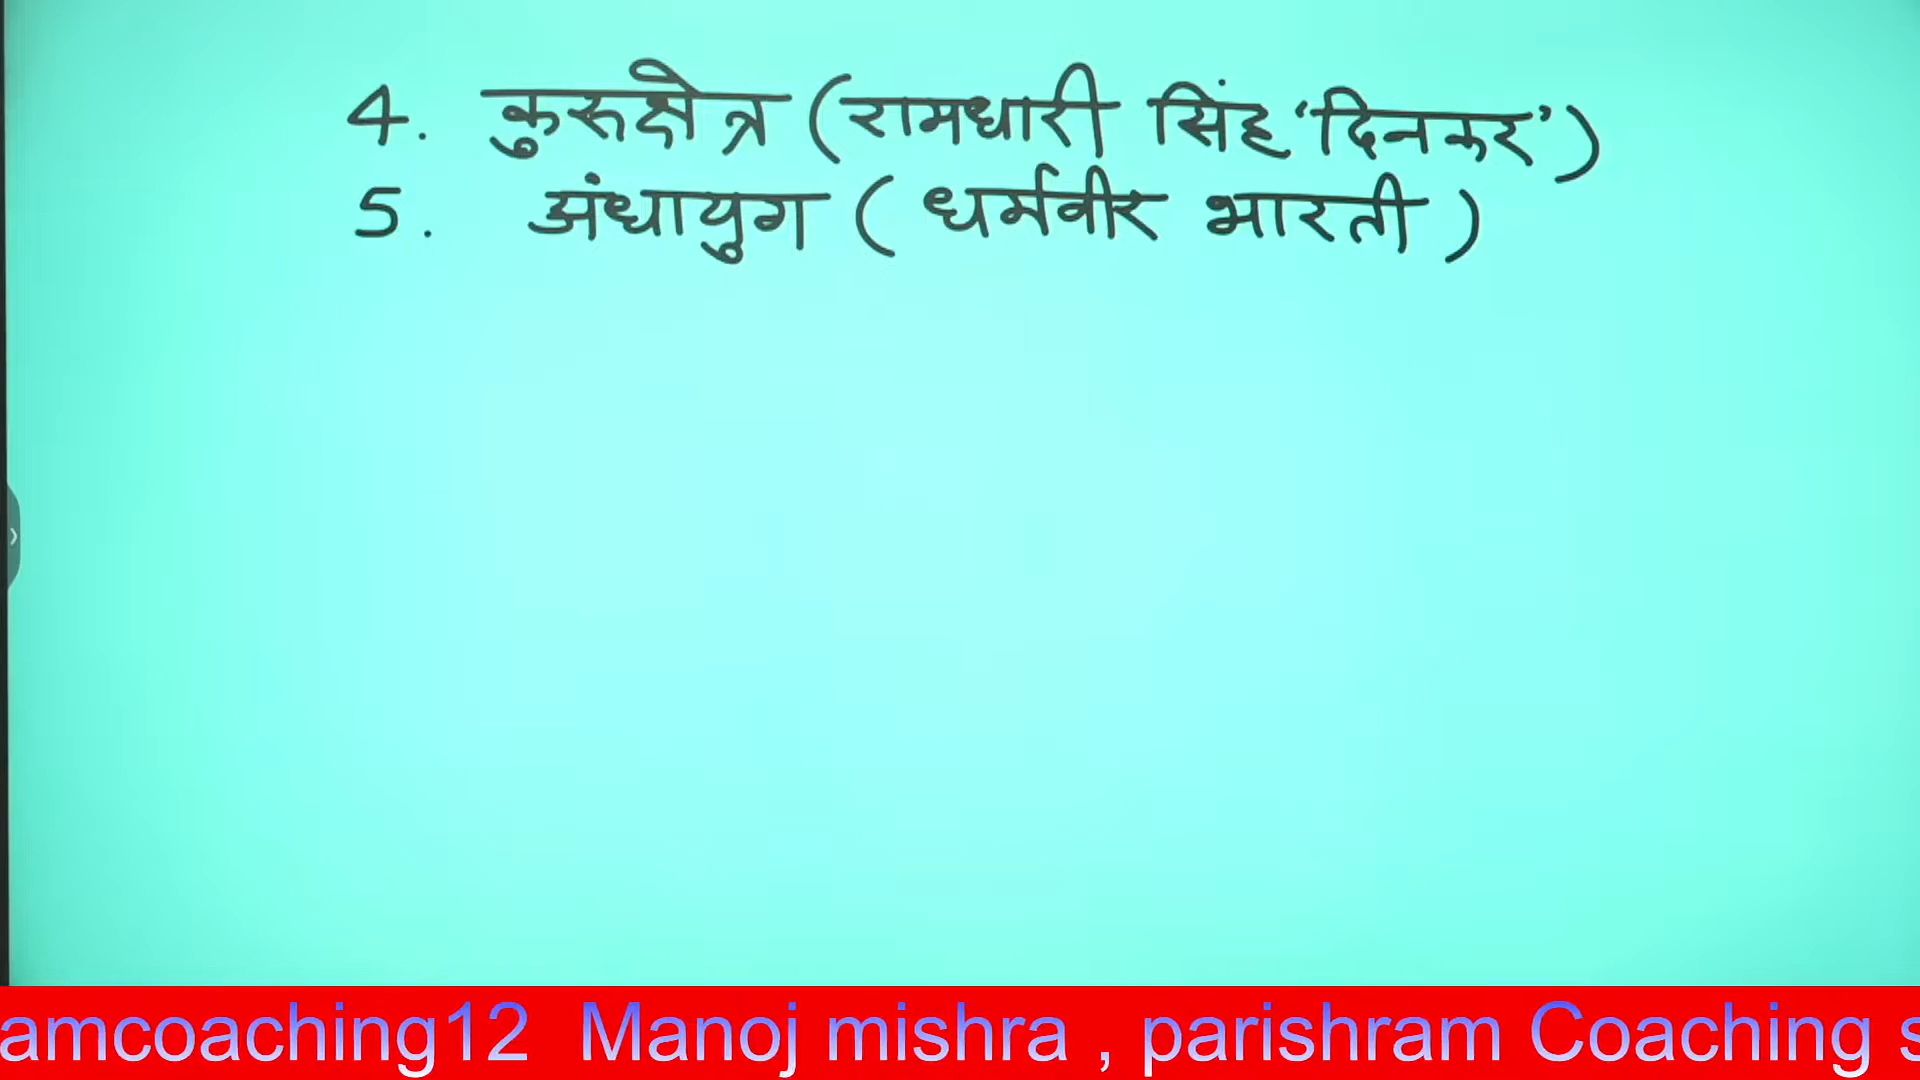 4. कुरुक्षेत्र (रामधारी सिंह ‘दिनकर’)
5. अंधायुग ( धर्मवीर भारती )
amcoaching12 Manoj mishra , parishram Coaching s